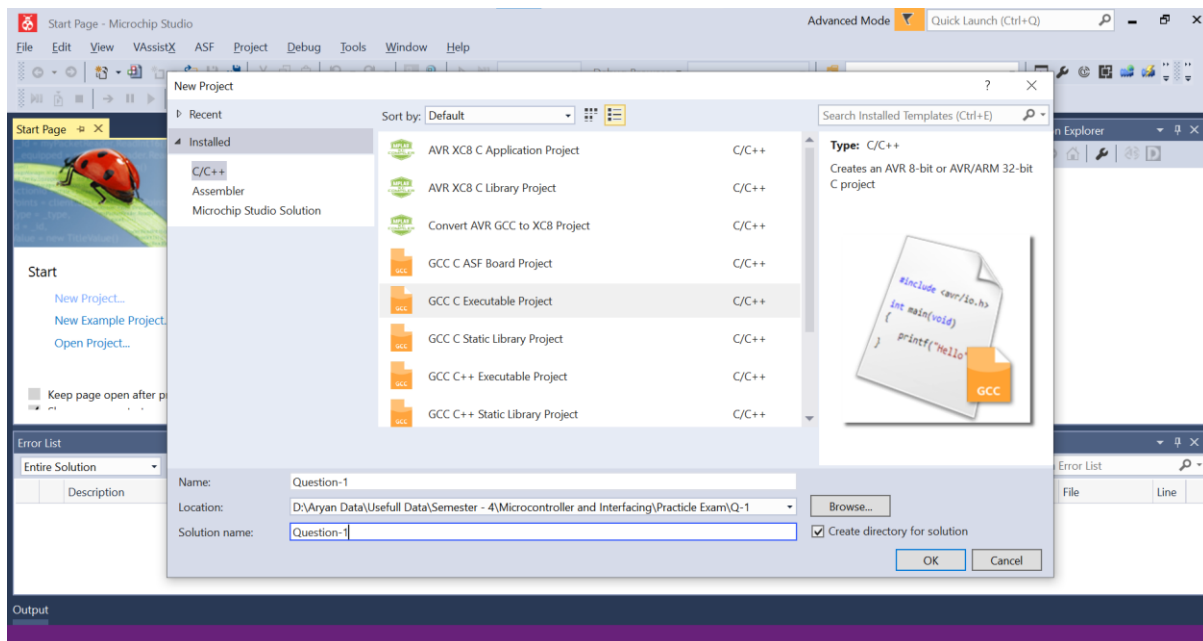 Start Page - Microchip Studio
Advanced Mode
Quick Launch (Ctrl+Q)
File Edit View VAssistX ASF Project Debug Tools Window Help
New Project
? 
Start Page
Recent
Installed
C/C++
Assembler
Microchip Studio Solution
Sort by: Default
AVR XC8 C Application Project C/C++
AVR XC8 C Library Project C/C++
Convert AVR GCC to XC8 Project C/C++
GCC C ASF Board Project C/C++
GCC C Executable Project C/C++
GCC C Static Library Project C/C++
GCC C++ Executable Project C/C++
GCC C++ Static Library Project C/C++
Search Installed Templates (Ctrl+E)
Type: C/C++
Creates an AVR 8-bit or AVR/ARM 32-bit
C project
#include <avr/io.h>
int main(void)
{
printf("Hello"
}
GCC
n Explorer
Start
New Project...
New Example Project.
Open Project...
Keep page open after p
Error List
Entire Solution
Description
Error List
File Line
Name: Question-1
Location: D:\Aryan Data\Usefull Data\Semester - 4\Microcontroller and Interfacing\Practicle Exam\Q-1
Browse...
Solution name: Question-1
Create directory for solution
OK Cancel
Output